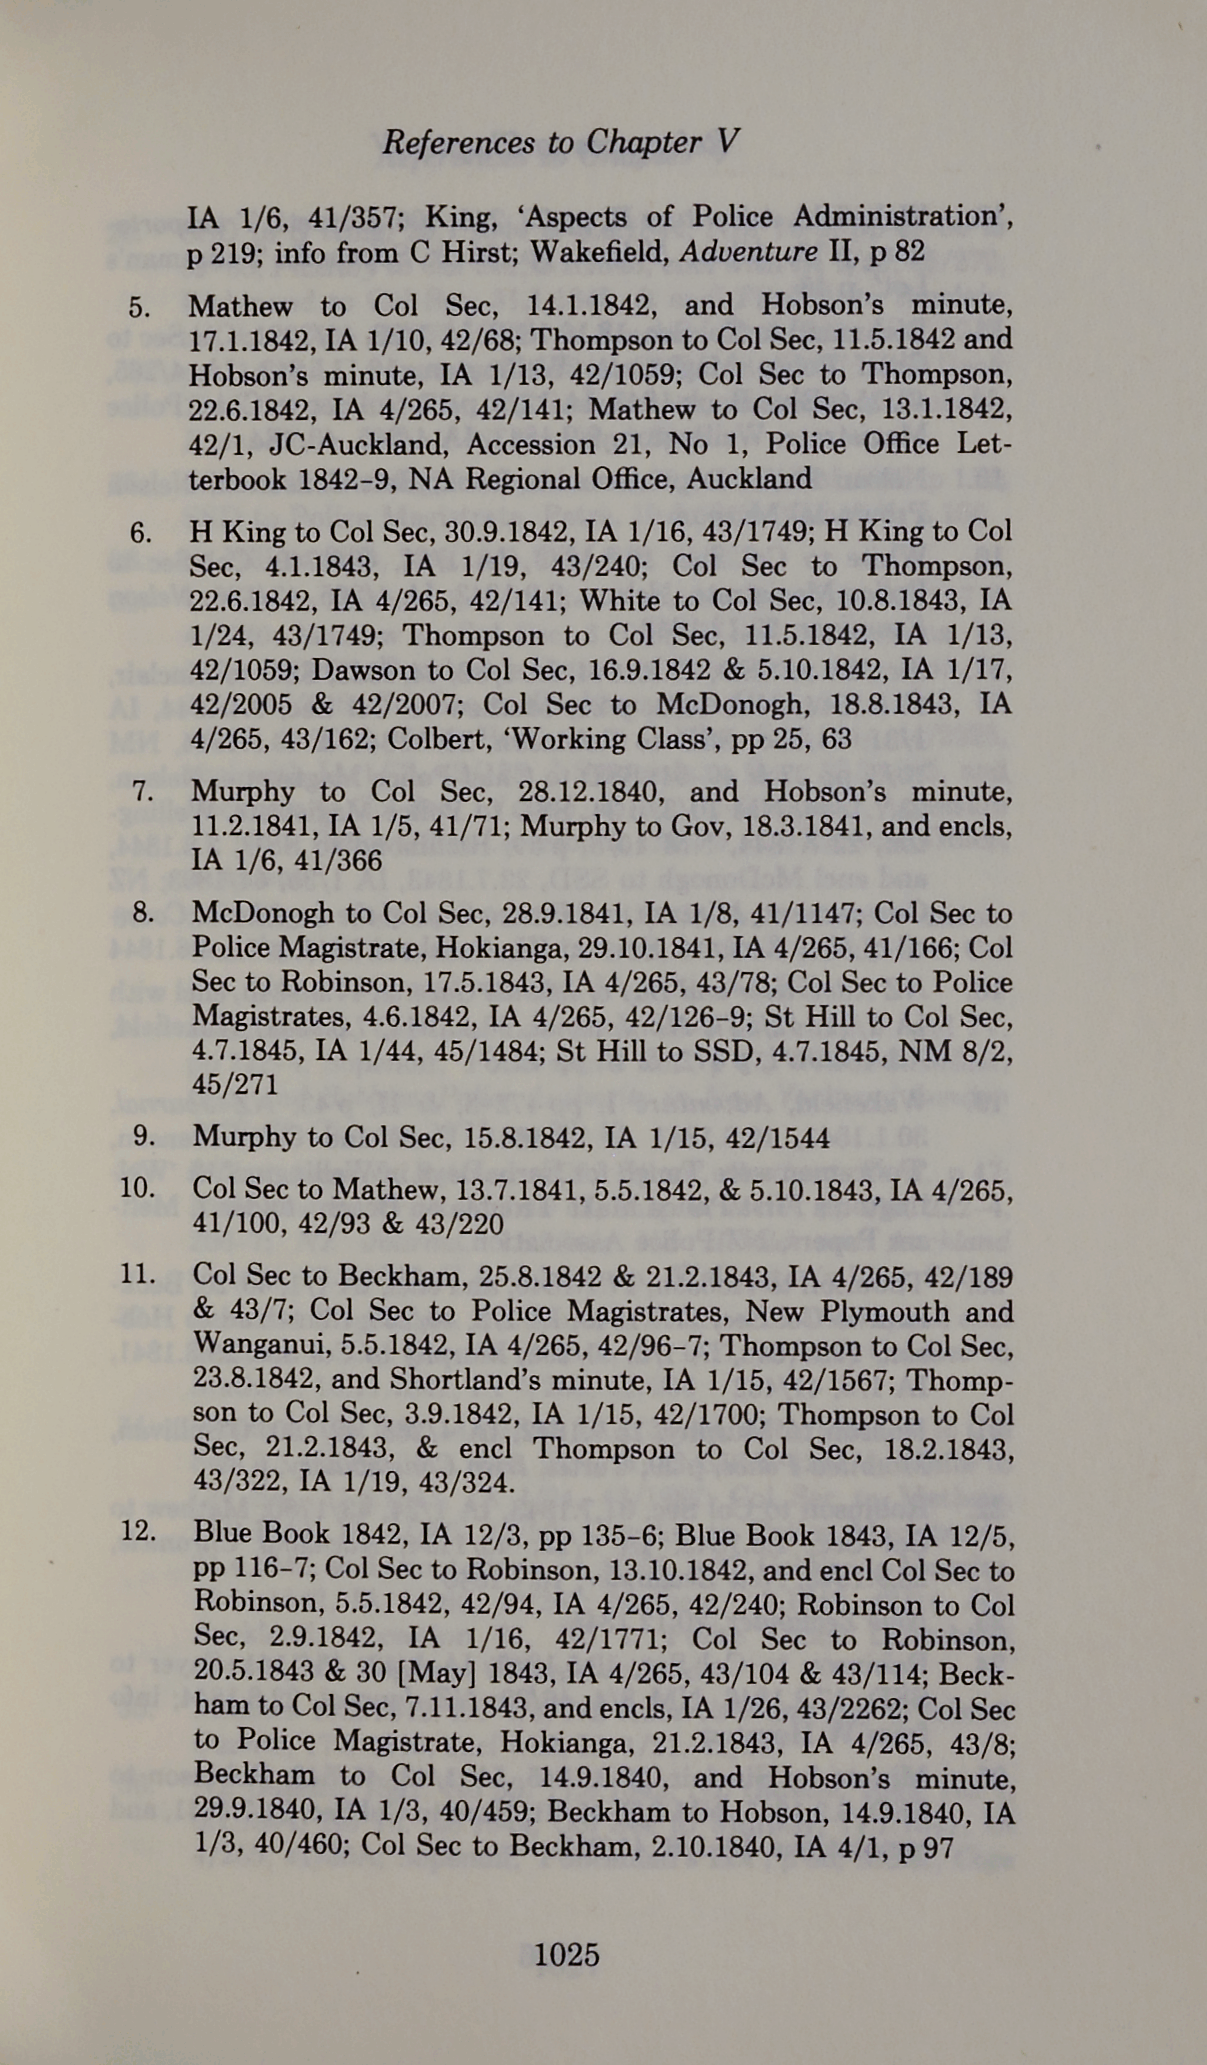 References to Chapter V
IA 1/6, 41/357; King, ‘Aspects of Police Administration’,
p 219; info from C Hirst; Wakefield, Adventure II, p 82
5. Mathew to Col Sec, 14.1.1842, and Hobson’s minute,
17.1.1842, IA 1/10, 42/68; Thompson to Col Sec, 11.5.1842 and
Hobson’s minute, IA 1/13, 42/1059; Col Sec to Thompson,
22.6.1842, IA 4/265, 42/141; Mathew to Col Sec, 13.1.1842,
42/1, JC-Auckland, Accession 21, No 1, Police Office Let-
terbook 1842–9, NA Regional Office, Auckland
6. H King to Col Sec, 30.9.1842, IA 1/16, 43/1749; H King to Col
Sec, 4.1.1843, IA 1/19, 43/240; Col Sec to Thompson,
22.6.1842, IA 4/265, 42/141; White to Col Sec, 10.8.1843, IA
1/24, 43/1749; Thompson to Col Sec, 11.5.1842, IA 1/13,
42/1059; Dawson to Col Sec, 16.9.1842 & 5.10.1842, IA 1/17,
42/2005 & 42/2007; Col Sec to McDonogh, 18.8.1843, IA
4/265, 43/162; Colbert, ‘Working Class’, pp 25, 63
7. Murphy to Col Sec, 28.12.1840, and Hobson’s minute,
11.2.1841, IA 1/5, 41/71; Murphy to Gov, 18.3.1841, and encls,
IA 1/6, 41/366
8. McDonogh to Col Sec, 28.9.1841, IA 1/8, 41/1147; Col Sec to
Police Magistrate, Hokianga, 29.10.1841, IA 4/265, 41/166; Col
Sec to Robinson, 17.5.1843, IA 4/265, 43/78; Col Sec to Police
Magistrates, 4.6.1842, IA 4/265, 42/126–9; St Hill to Col Sec,
4.7.1845, IA 1/44, 45/1484; St Hill to SSD, 4.7.1845, NM 8/2,
45/271
9. Murphy to Col Sec, 15.8.1842, IA 1/15, 42/1544
10. Col Sec to Mathew, 13.7.1841, 5.5.1842, & 5.10.1843, IA 4/265,
41/100, 42/93 & 43/220
11. Col Sec to Beckham, 25.8.1842 & 21.2.1843, IA 4/265, 42/189
& 43/7; Col Sec to Police Magistrates, New Plymouth and
Wanganui, 5.5.1842, IA 4/265, 42/96–7; Thompson to Col Sec,
23.8.1842, and Shortland’s minute, IA 1/15, 42/1567; Thomp-
son to Col Sec, 3.9.1842, IA 1/15, 42/1700; Thompson to Col
Sec, 21.2.1843, & encl Thompson to Col Sec, 18.2.1843,
43/322, IA 1/19, 43/324.
12. Blue Book 1842, IA 12/3, pp 135–6; Blue Book 1843, IA 12/5,
pp 116–7; Col Sec to Robinson, 13.10.1842, and encl Col Sec to
Robinson, 5.5.1842, 42/94, IA 4/265, 42/240; Robinson to Col
Sec, 2.9.1842, IA 1/16, 42/1771; Col Sec to Robinson,
20.5.1843 & 30 [May] 1843, IA 4/265, 43/104 & 43/114; Beck-
ham to Col Sec, 7.11.1843, and encls, IA 1/26, 43/2262; Col Sec
to Police Magistrate, Hokianga, 21.2.1843, IA 4/265, 43/8;
Beckham to Col Sec, 14.9.1840, and Hobson’s minute,
29.9.1840, IA 1/3, 40/459; Beckham to Hobson, 14.9.1840, IA
1/3, 40/460; Col Sec to Beckham, 2.10.1840, IA 4/1, p 97
1025